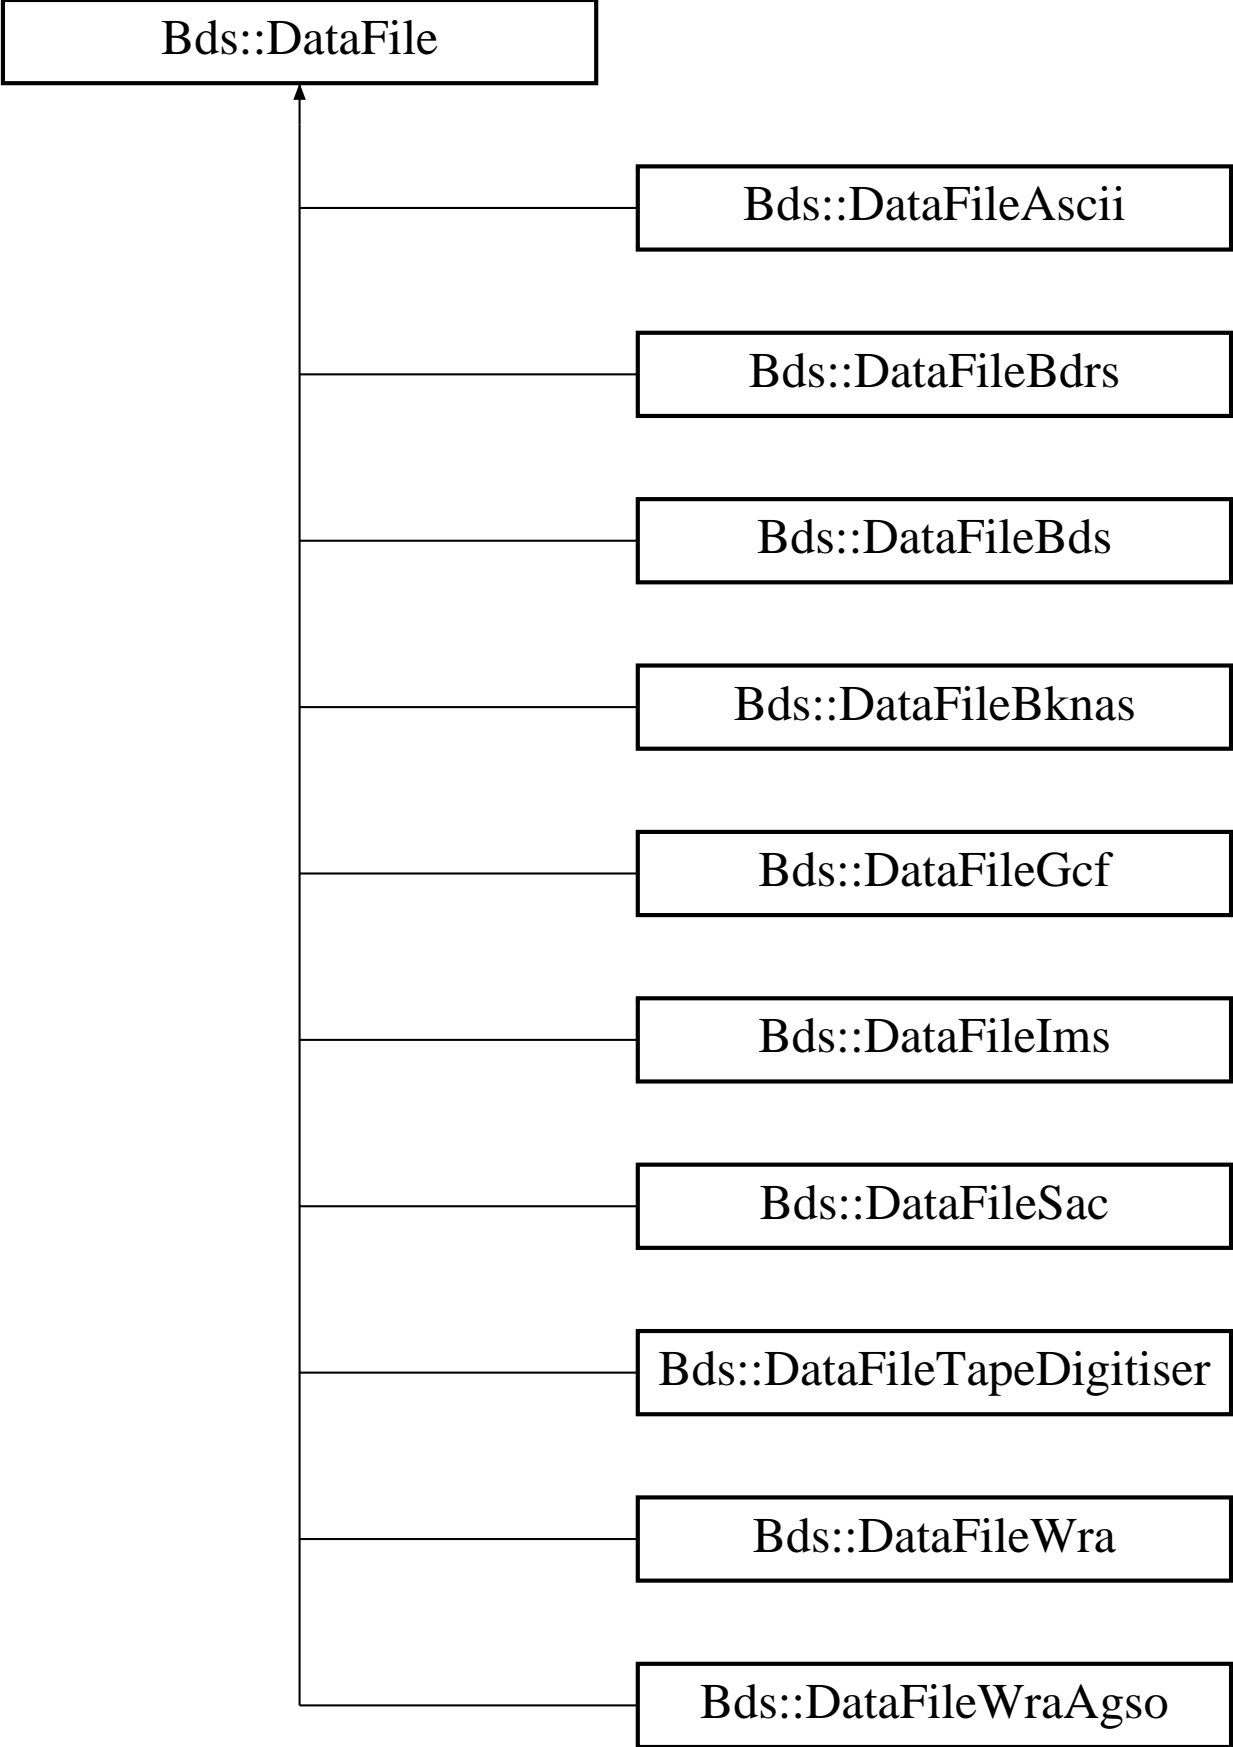 Bds::DataFile
Bds::DataFileAscii
Bds::DataFileBdrs
Bds::DataFileBds
Bds::DataFileBknas
Bds::DataFileGcf
Bds::DataFileIms
Bds::DataFileSac
Bds::DataFileTapeDigitiser
Bds::DataFileWra
Bds::DataFileWraAgso